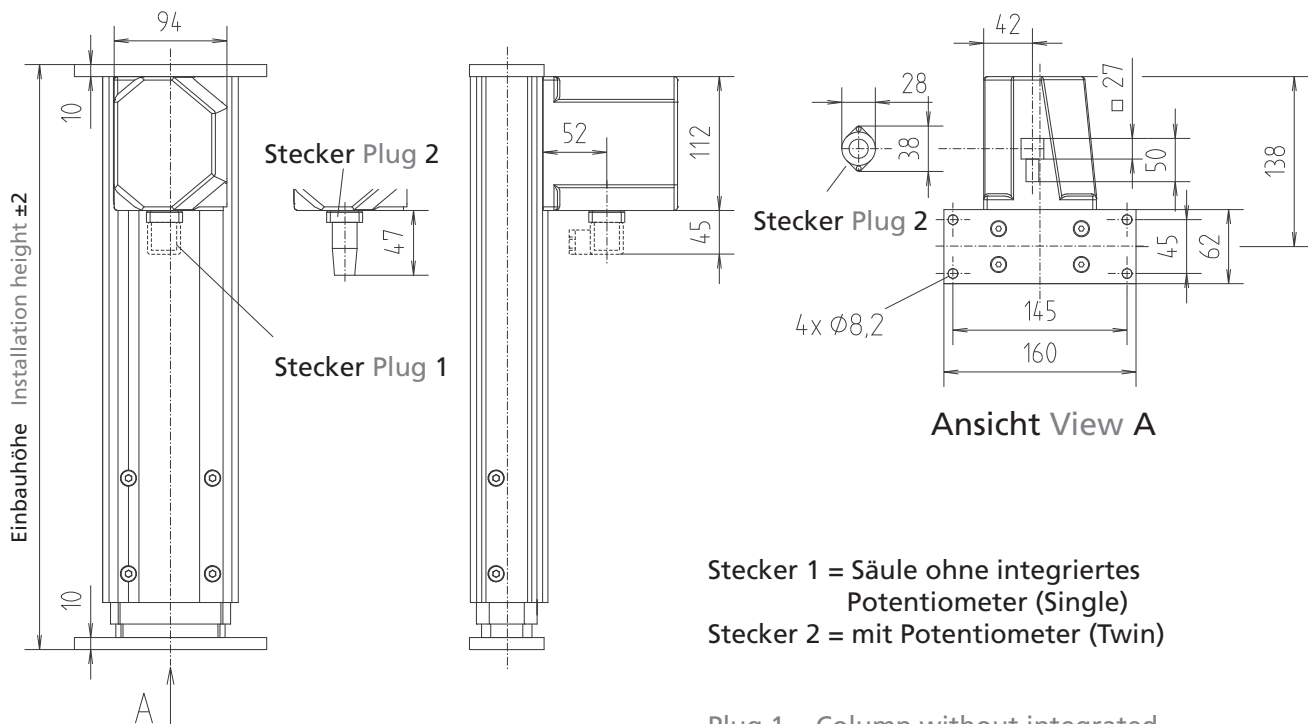 94
10
Einbauhöhe Installation height ±2
10
A
Stecker Plug 2
47
Stecker Plug 1
52
112
45
42
28
38
□ 27
50
138
Stecker Plug 2
45
62
4x Ø8,2
145
160
Ansicht View A
Stecker 1 = Säule ohne integriertes
Potentiometer (Single)
Stecker 2 = mit Potentiometer (Twin)
Plug 1 = Column without integrated